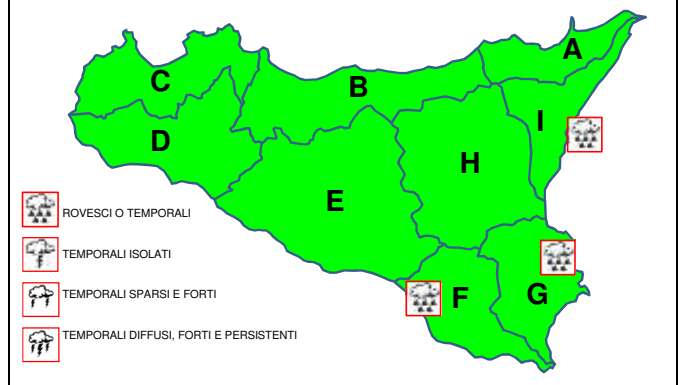 A
C
B
I
D
H
E
ROVESCI O TEMPORALI
TEMPORALI ISOLATI
TEMPORALI SPARSI E FORTI
F
G
TEMPORALI DIFFUSI, FORTI E PERSISTENTI